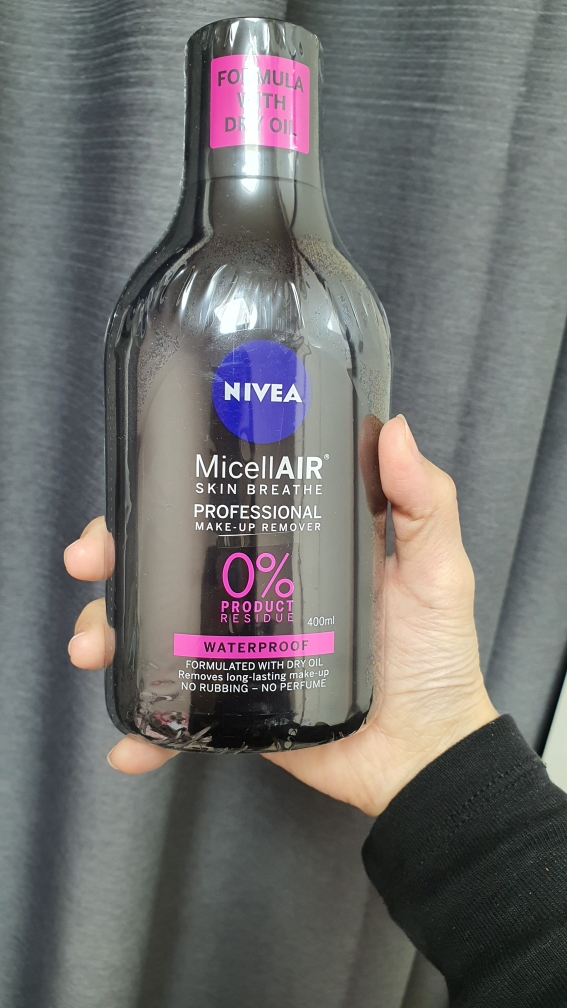 FORMULA
WITH
DRY OIL
NIVEA
MicellAIR®
SKIN BREATHE
PROFESSIONAL
MAKE-UP REMOVER
0%
PRODUCT
RESIDUE
400ml
WATERPROOF
FORMULATED WITH DRY OIL
Removes long-lasting make-up
NO RUBBING – NO PERFUME